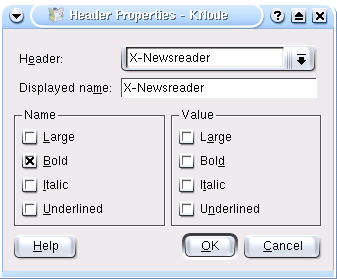 Header Properties - KNode
Header: X-Newsreader
Displayed name: X-Newsreader
Name Value
Large Large
Bold Bold
Italic Italic
Underlined Underlined
Help OK Cancel